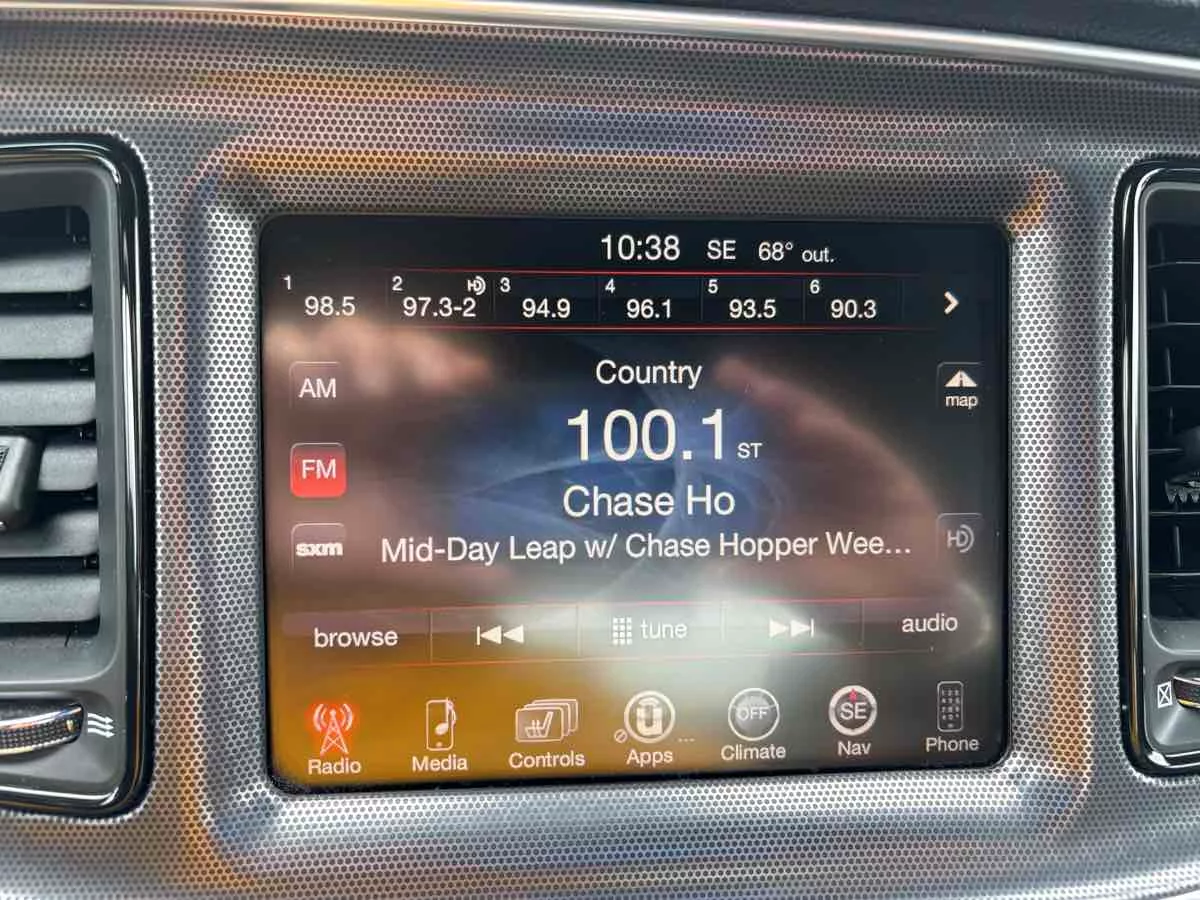 10:38 SE 68° out.
1 98.5 2 97.3-2 HD 3 94.9 4 96.1 5 93.5 6 90.3
AM
Country
map
100.1 ST
FM
Chase Ho
sxm
Mid-Day Leap w/ Chase Hopper Wee...
HD
browse tune audio
OFF SE
Radio Media Controls Apps ... Climate Nav Phone